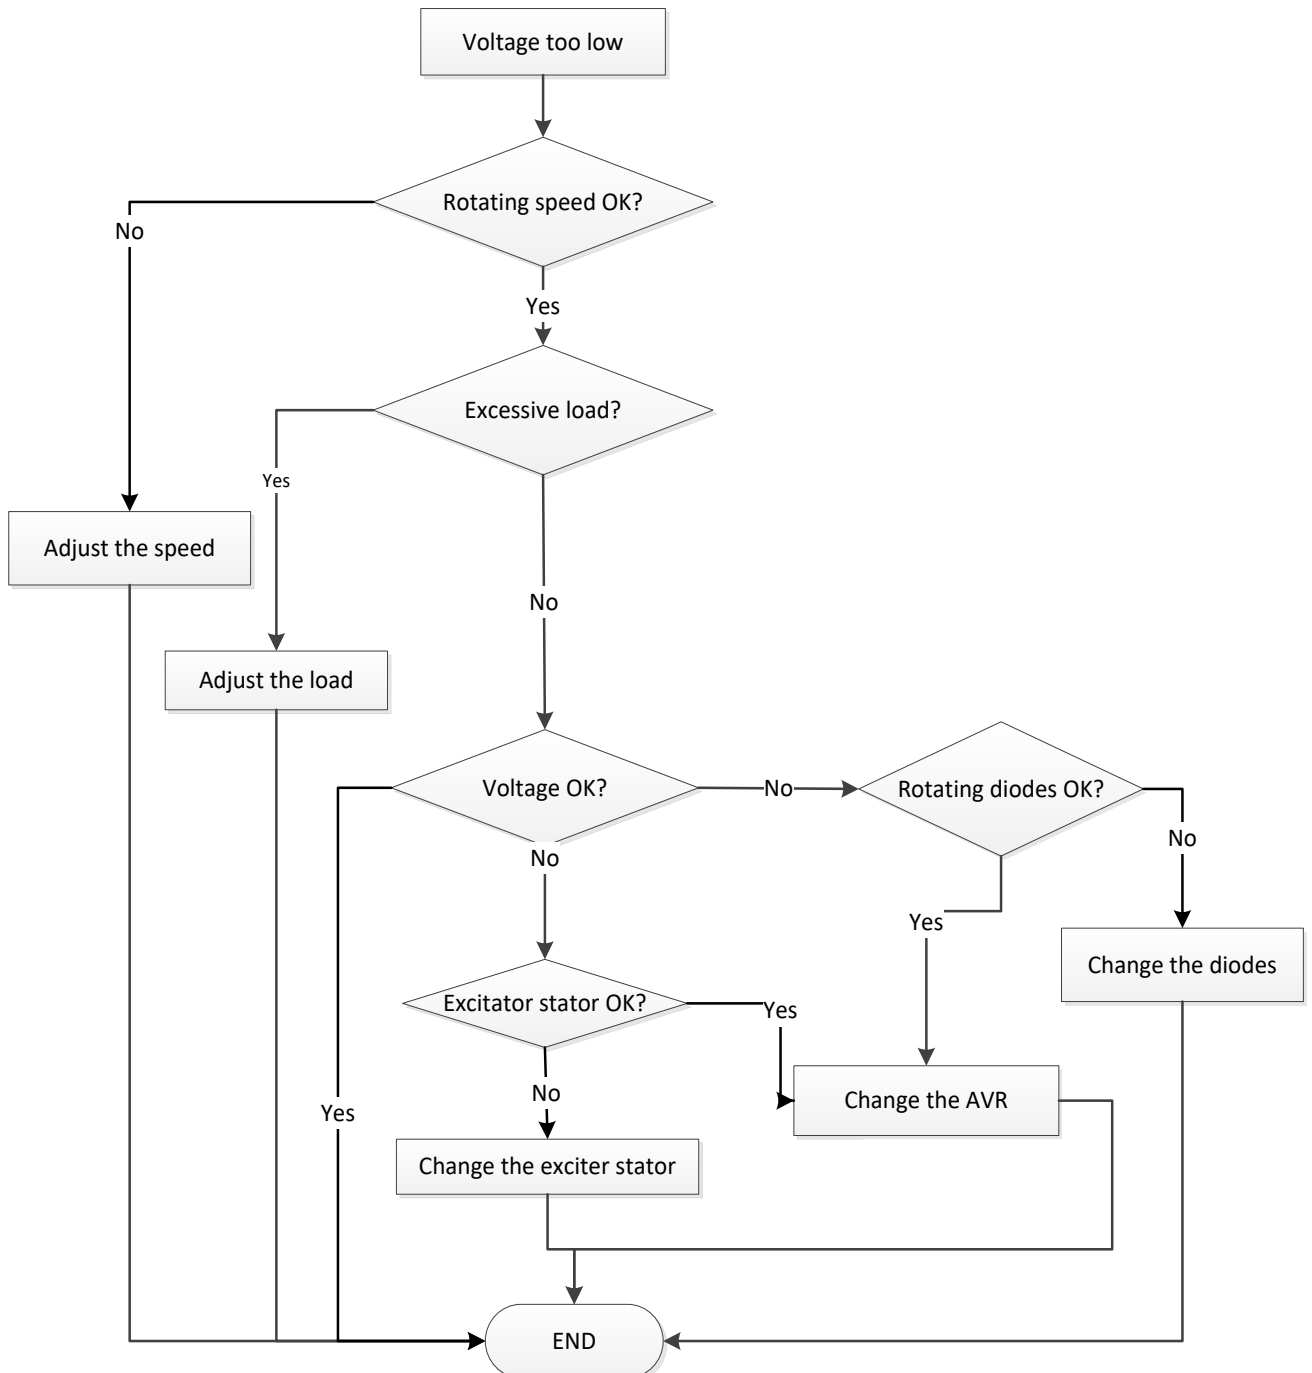 Voltage too low
Rotating speed OK?
No
Yes
Excessive load?
Yes
Adjust the speed
No
Adjust the load
Voltage OK?
No
Rotating diodes OK?
No
No
Yes
Change the diodes
Excitator stator OK?
Yes
No
Change the AVR
Yes
Change the exciter stator
END